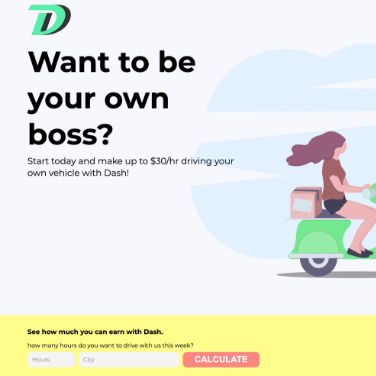 D
Want to be
your own
boss?
Start today and make up to $30/hr driving your
own vehicle with Dash!
See how much you can earn with Dash.
how many hours do you want to drive with us this week?
Hours City CALCULATE